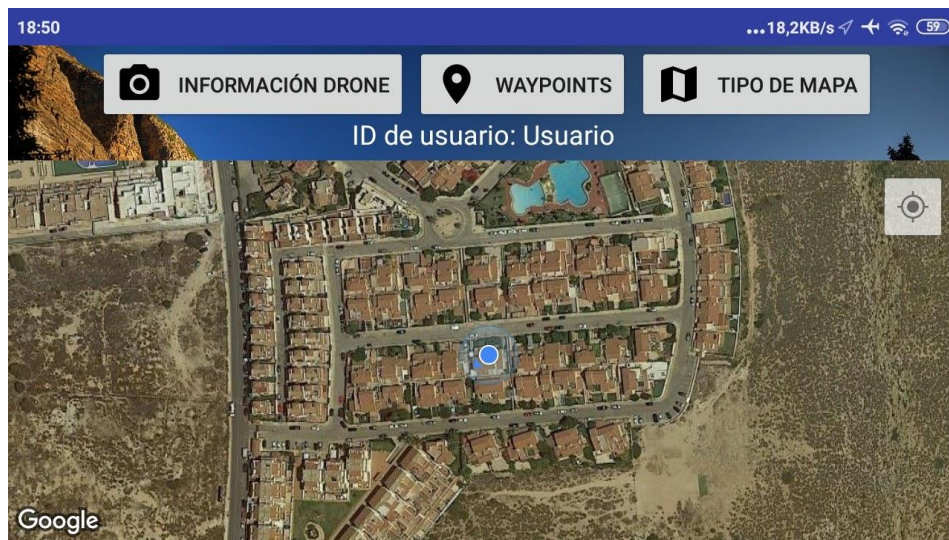 18:50
...18,2KB/s 59
INFORMACIÓN DRONE
WAYPOINTS
TIPO DE MAPA
ID de usuario: Usuario
Google